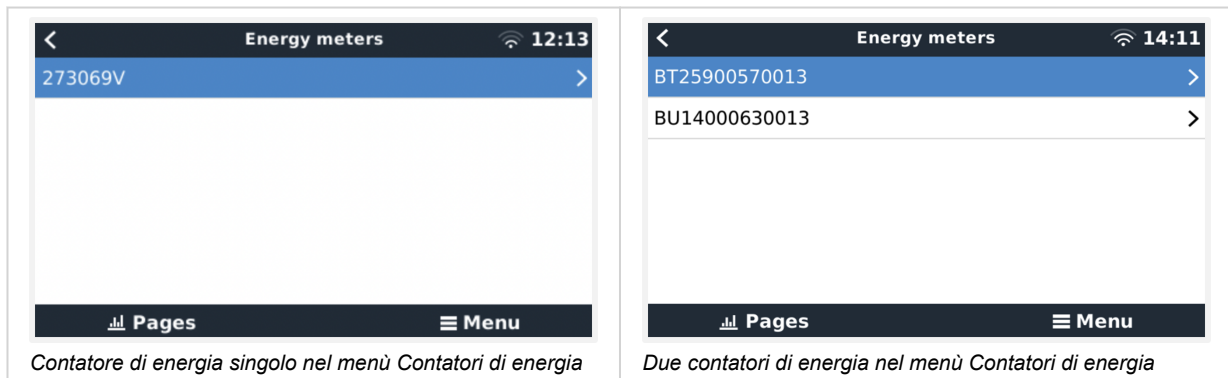 Energy meters 12:13
273069V
Pages Menu
Contatore di energia singolo nel menù Contatori di energia
Energy meters 14:11
BT25900570013
BU14000630013
Pages Menu
Due contatori di energia nel menù Contatori di energia